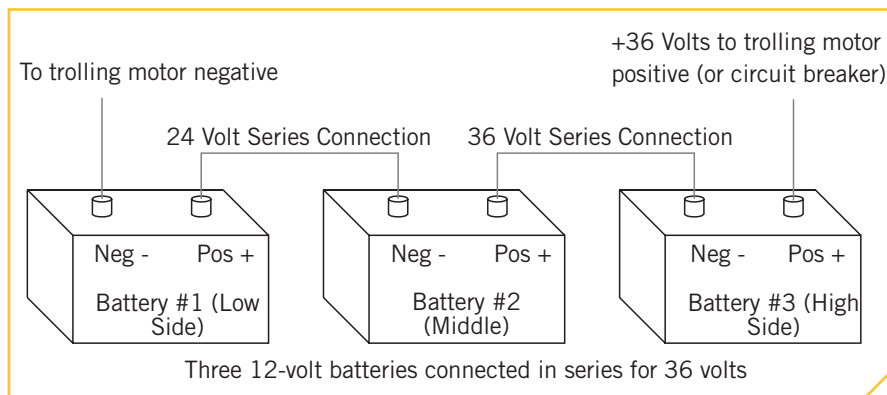 +36 Volts to trolling motor
positive (or circuit breaker)
To trolling motor negative
24 Volt Series Connection
36 Volt Series Connection
Neg -
Pos +
Battery #1 (Low
Side)
Neg -
Pos +
Battery #2
(Middle)
Neg -
Pos +
Battery #3 (High
Side)
Three 12-volt batteries connected in series for 36 volts